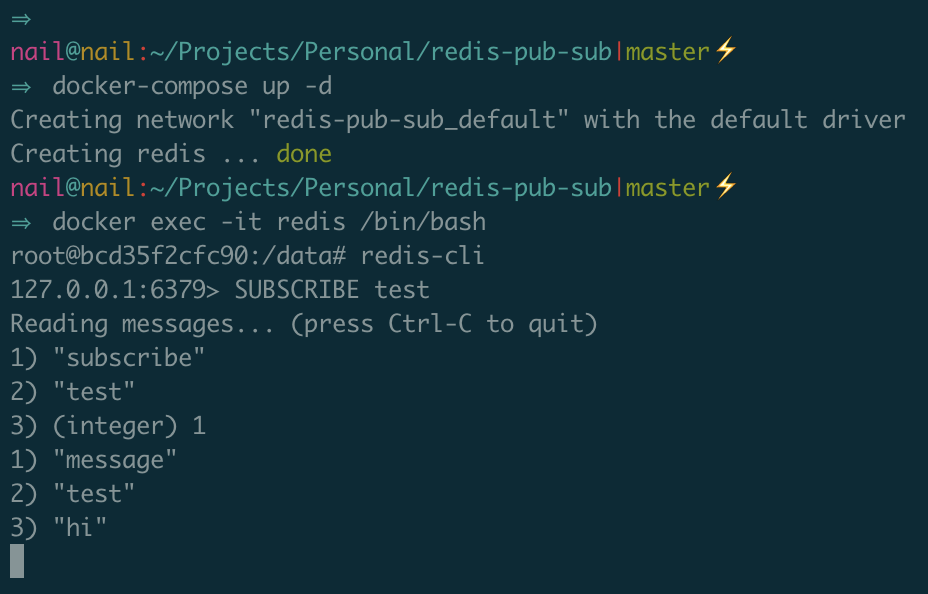 ⇒
nail@nail:~/Projects/Personal/redis-pub-sub|master⚡
⇒ docker-compose up -d
Creating network "redis-pub-sub_default" with the default driver
Creating redis ... done
nail@nail:~/Projects/Personal/redis-pub-sub|master⚡
⇒ docker exec -it redis /bin/bash
root@bcd35f2cfc90:/data# redis-cli
127.0.0.1:6379> SUBSCRIBE test
Reading messages... (press Ctrl-C to quit)
1) "subscribe"
2) "test"
3) (integer) 1
1) "message"
2) "test"
3) "hi"